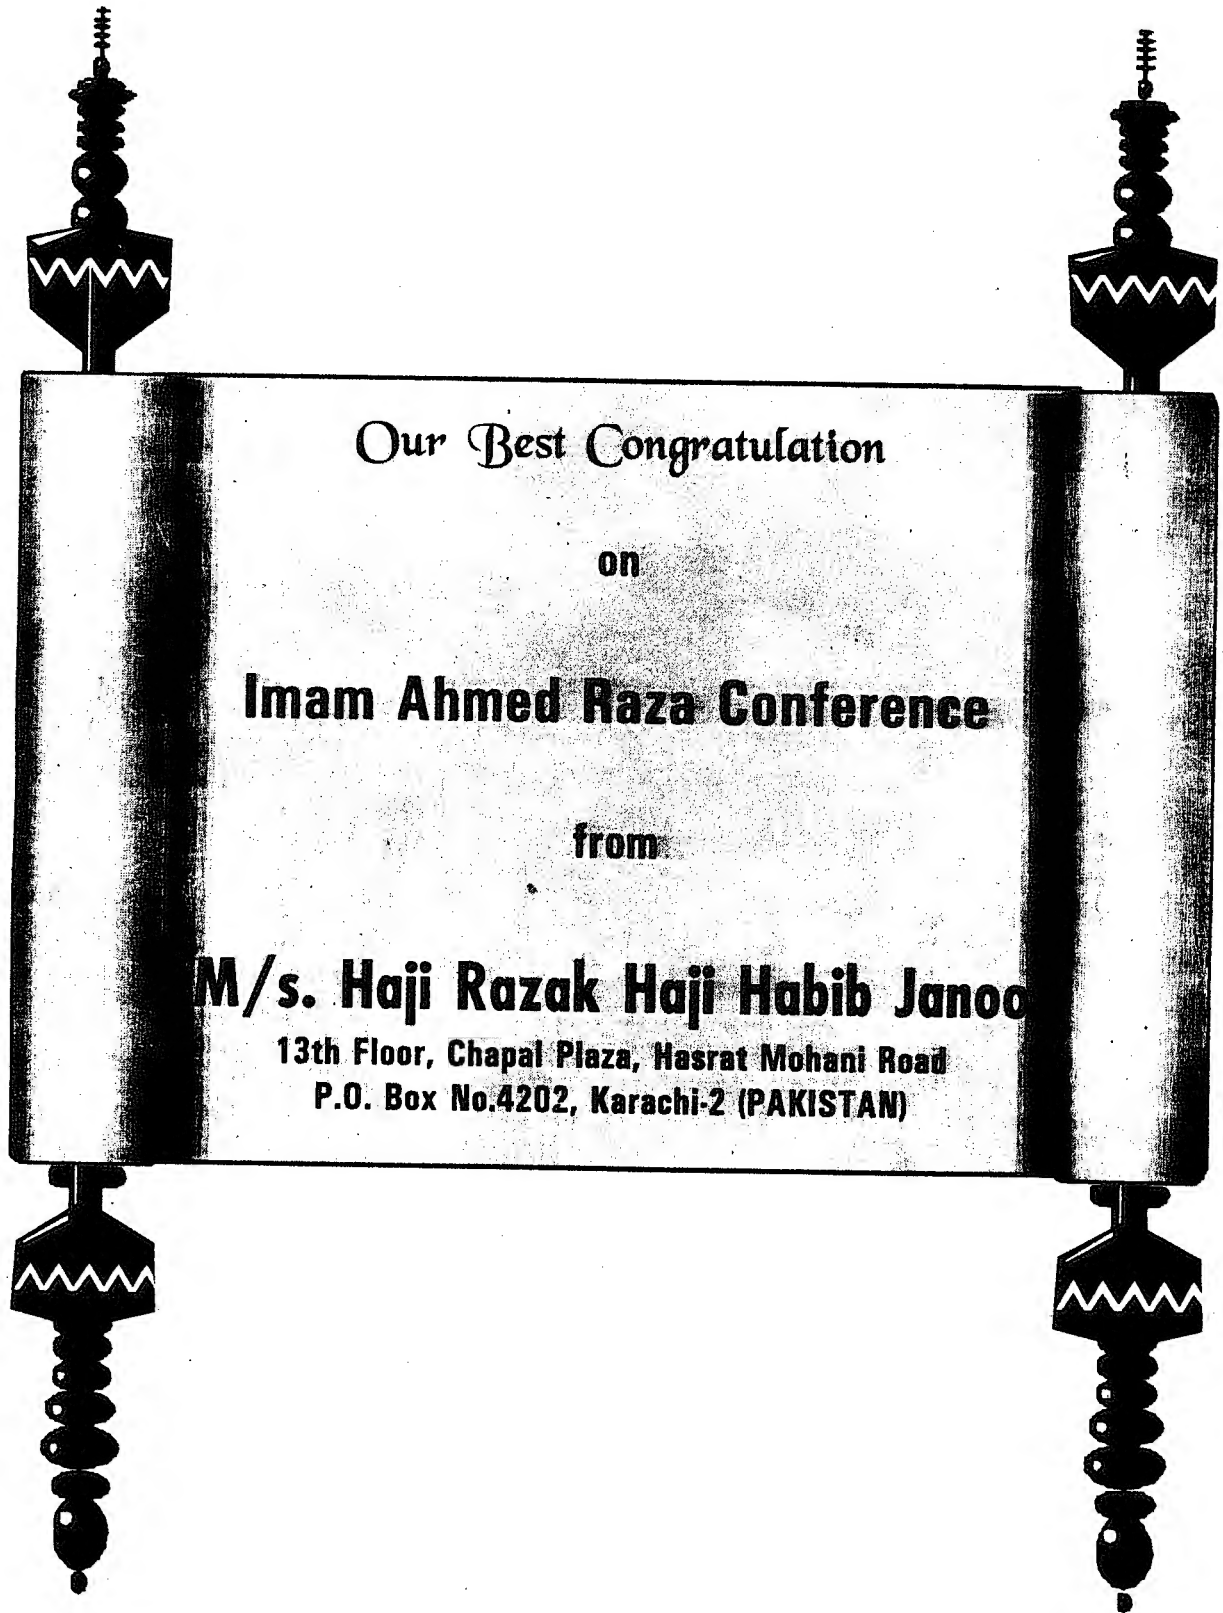 Our Best Congratulation
on
Imam Ahmed Raza Conference
from
M/s. Haji Razak Haji Habib Janoo
13th Floor, Chapal Plaza, Hasrat Mohani Road
P.O. Box No.4202, Karachi-2 (PAKISTAN)